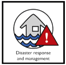 Disaster response
and management